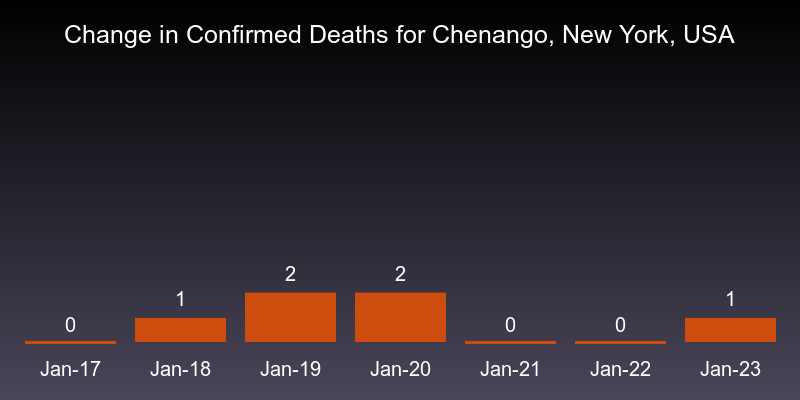 Change in Confirmed Deaths for Chenango, New York, USA
0 1 2 2 0 0 1
Jan-17 Jan-18 Jan-19 Jan-20 Jan-21 Jan-22 Jan-23